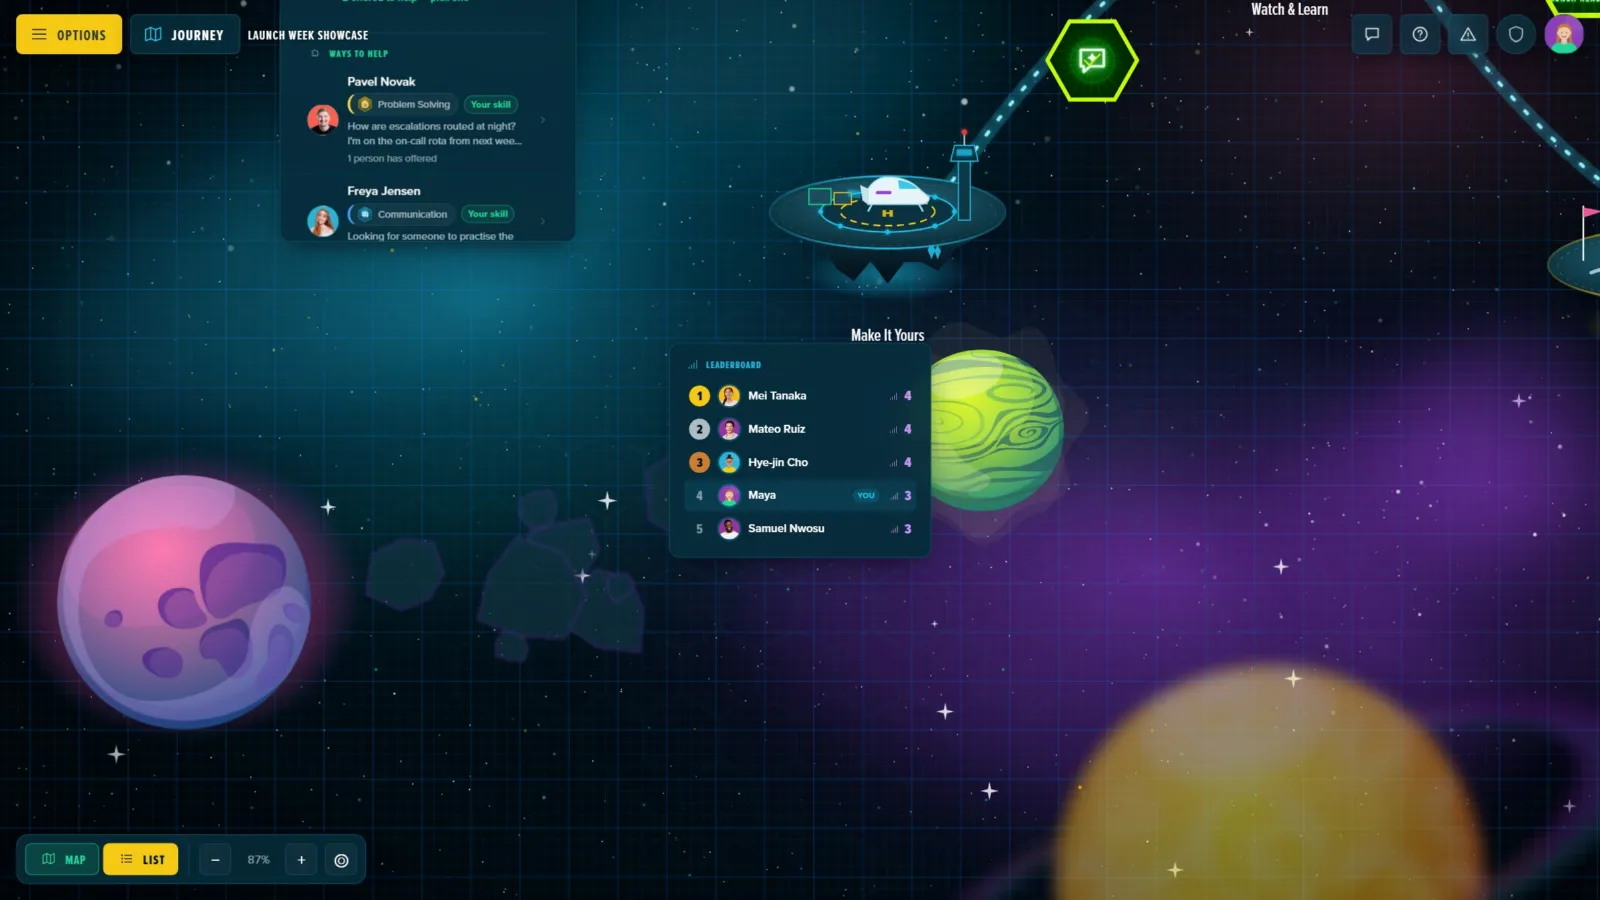 OPTIONS
JOURNEY
LAUNCH WEEK SHOWCASE
Watch & Learn
WAYS TO HELP
Pavel Novak
Problem Solving
Your skill
How are escalations routed at night?
I'm on the on-call rota from next wee...
1 person has offered
Freya Jensen
Communication
Your skill
Looking for someone to practise the
H
Make It Yours
LEADERBOARD
1 Mei Tanaka 4
2 Mateo Ruiz 4
3 Hye-jin Cho 4
4 Maya YOU 3
5 Samuel Nwosu 3
MAP
LIST
− 87% +